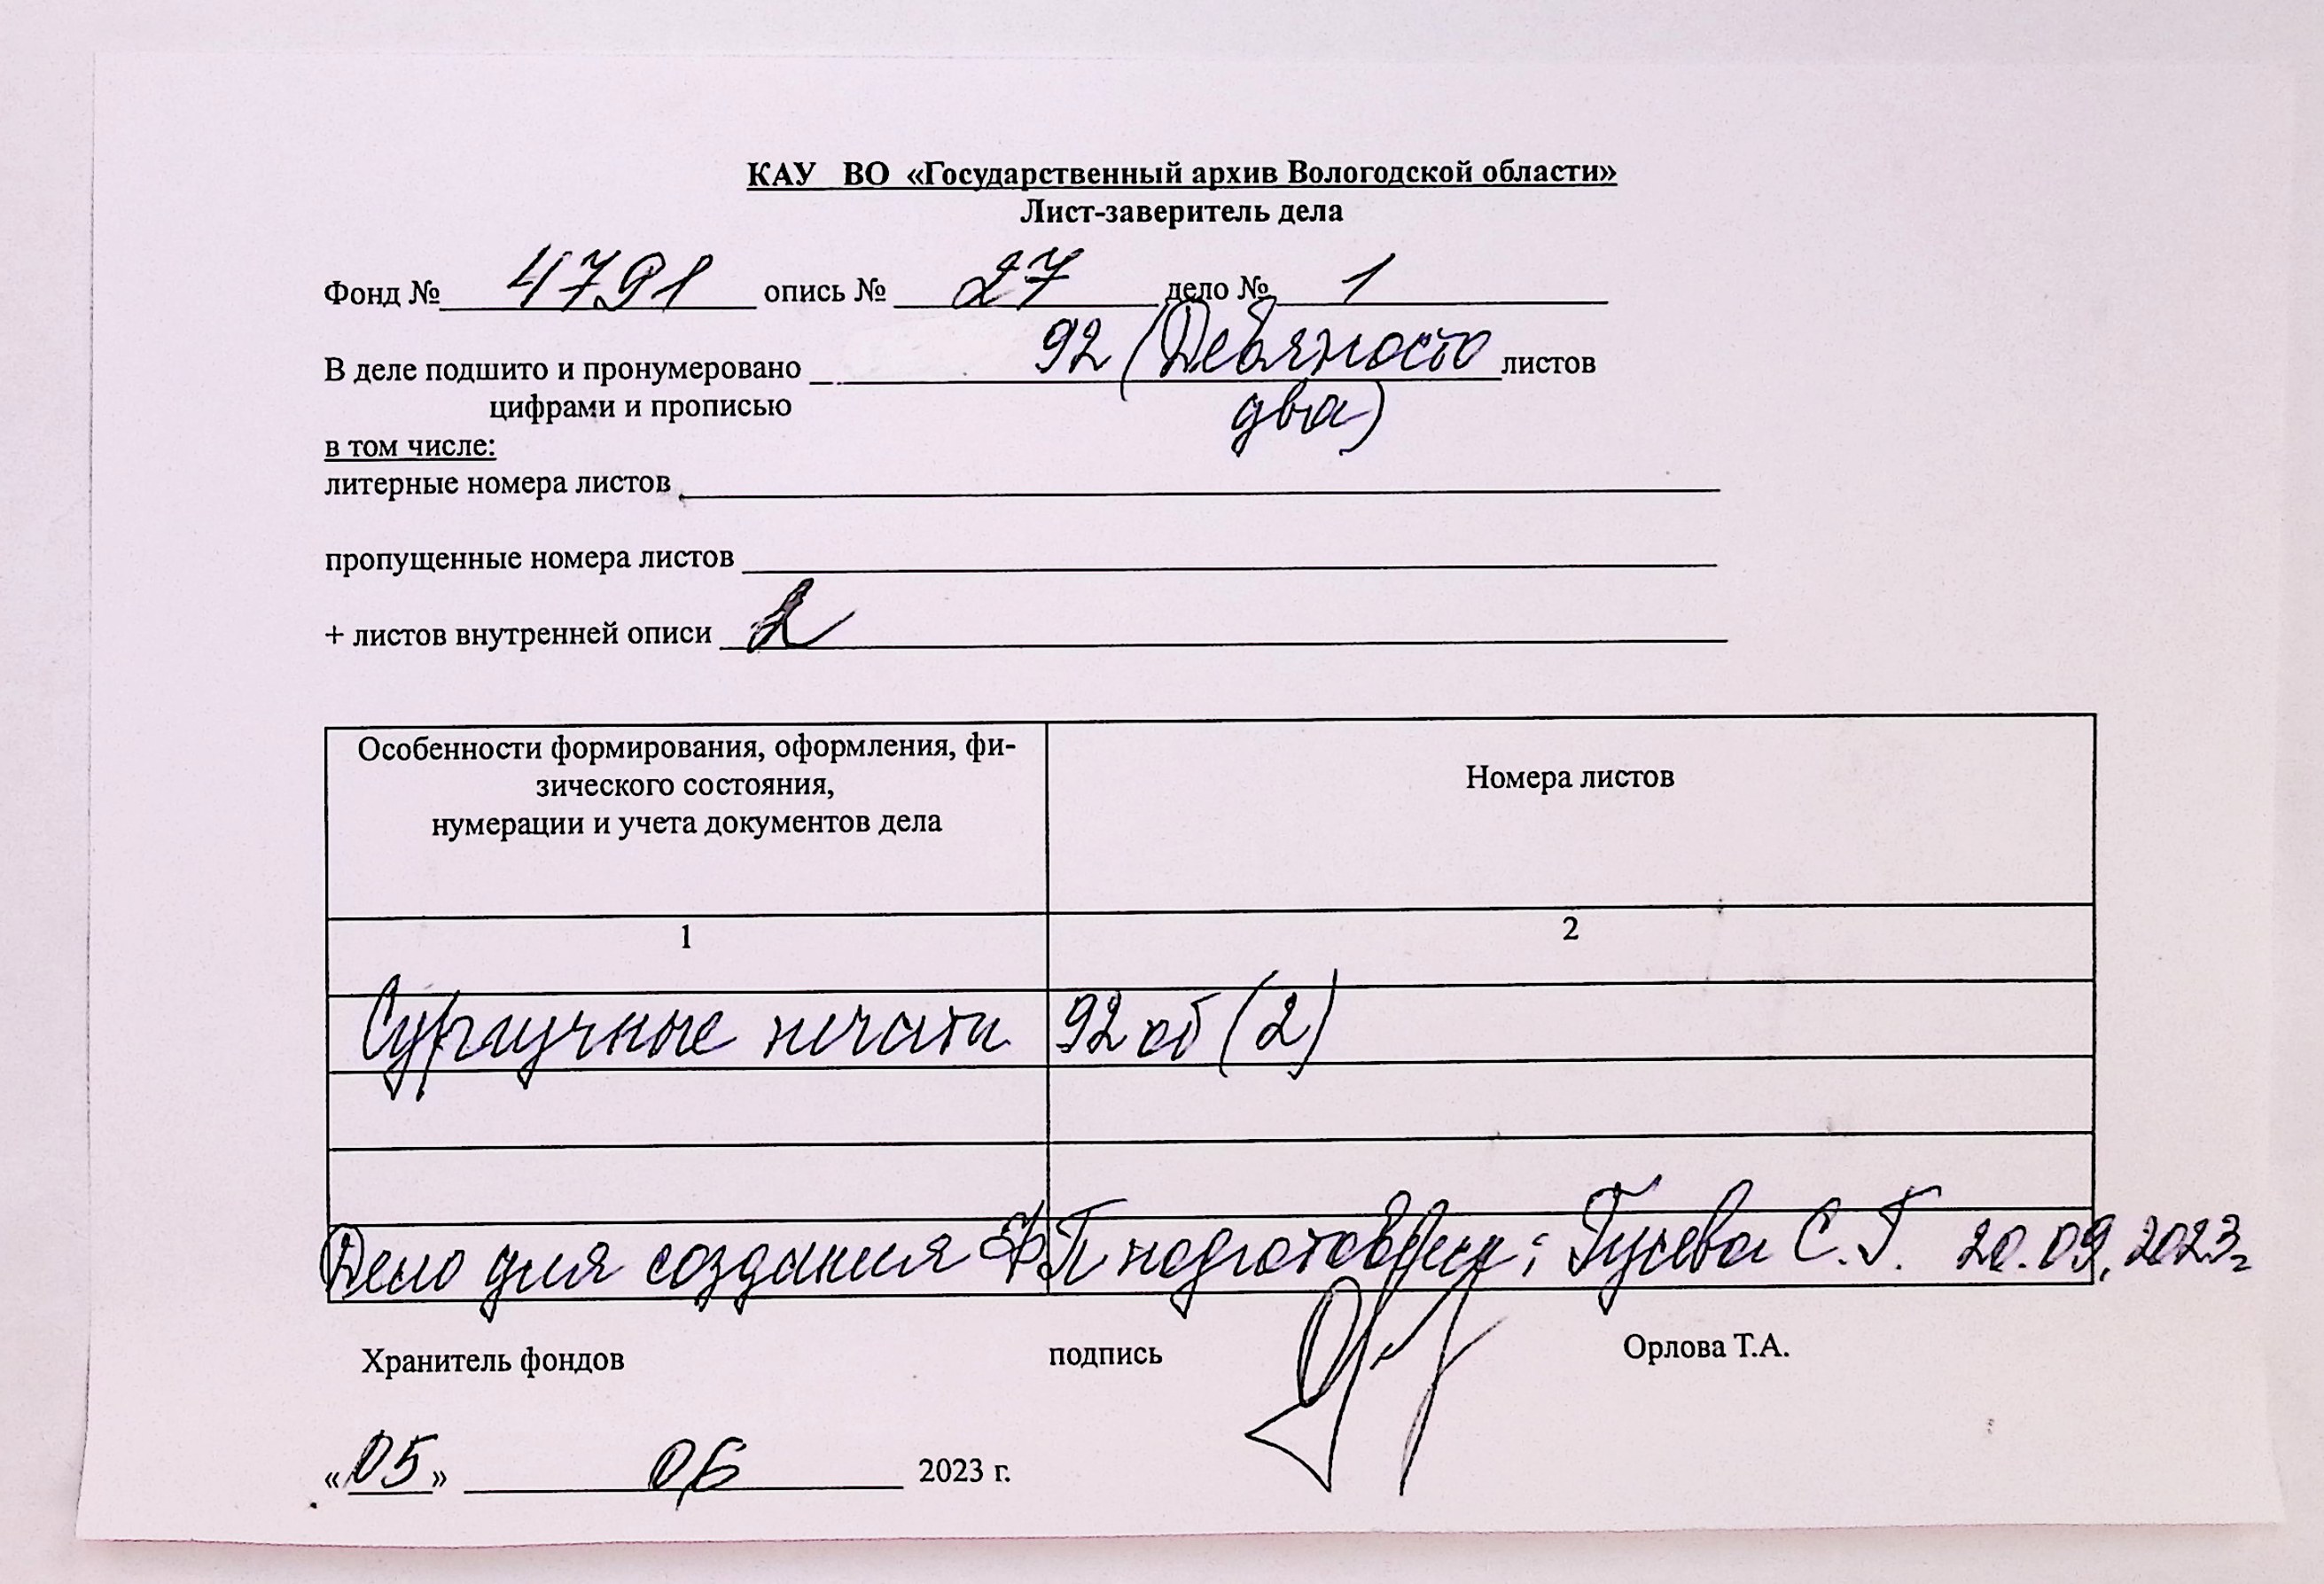 КАУ ВО «Государственный архив Вологодской области»
Лист-заверитель дела
Фонд № 4791 опись № 27 дело № 1
В деле подшито и пронумеровано 92 (Девяносто листов
цифрами и прописью два)
в том числе:
литерные номера листов
пропущенные номера листов
+ листов внутренней описи 2
Особенности формирования, оформления, фи-
зического состояния,
нумерации и учета документов дела
Номера листов
1 2
Сургучные печати 92 об (2)
Дело для создания ФП подготовлен: Гусева С.Г. 20.09.2023г
Хранитель фондов подпись Орлова Т.А.
«05» 06 2023 г.